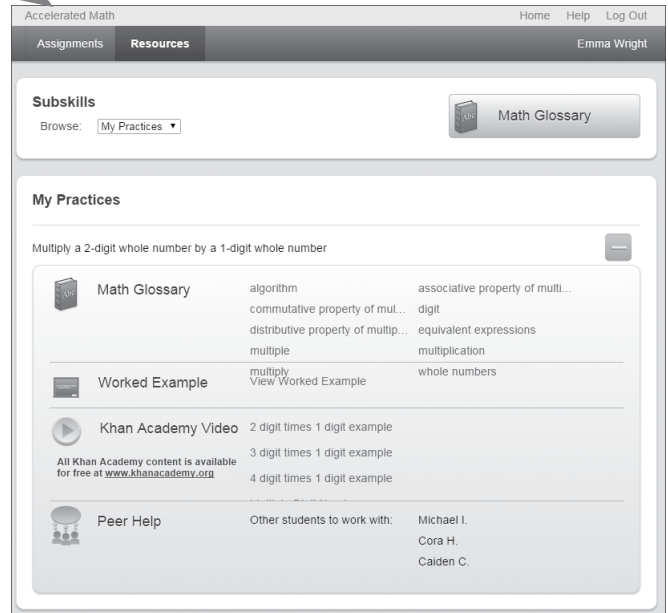 Accelerated Math Home Help Log Out
Assignments Resources Emma Wright
Subskills
Browse: My Practices
Abc Math Glossary
My Practices
Multiply a 2-digit whole number by a 1-digit whole number
Abc Math Glossary
algorithm associative property of multi...
commutative property of mul... digit
distributive property of multip... equivalent expressions
multiple multiplication
multiply whole numbers
Worked Example View Worked Example
Khan Academy Video 2 digit times 1 digit example
3 digit times 1 digit example
4 digit times 1 digit example
All Khan Academy content is available
for free at www.khanacademy.org
Peer Help Other students to work with: Michael I.
Cora H.
Caiden C.